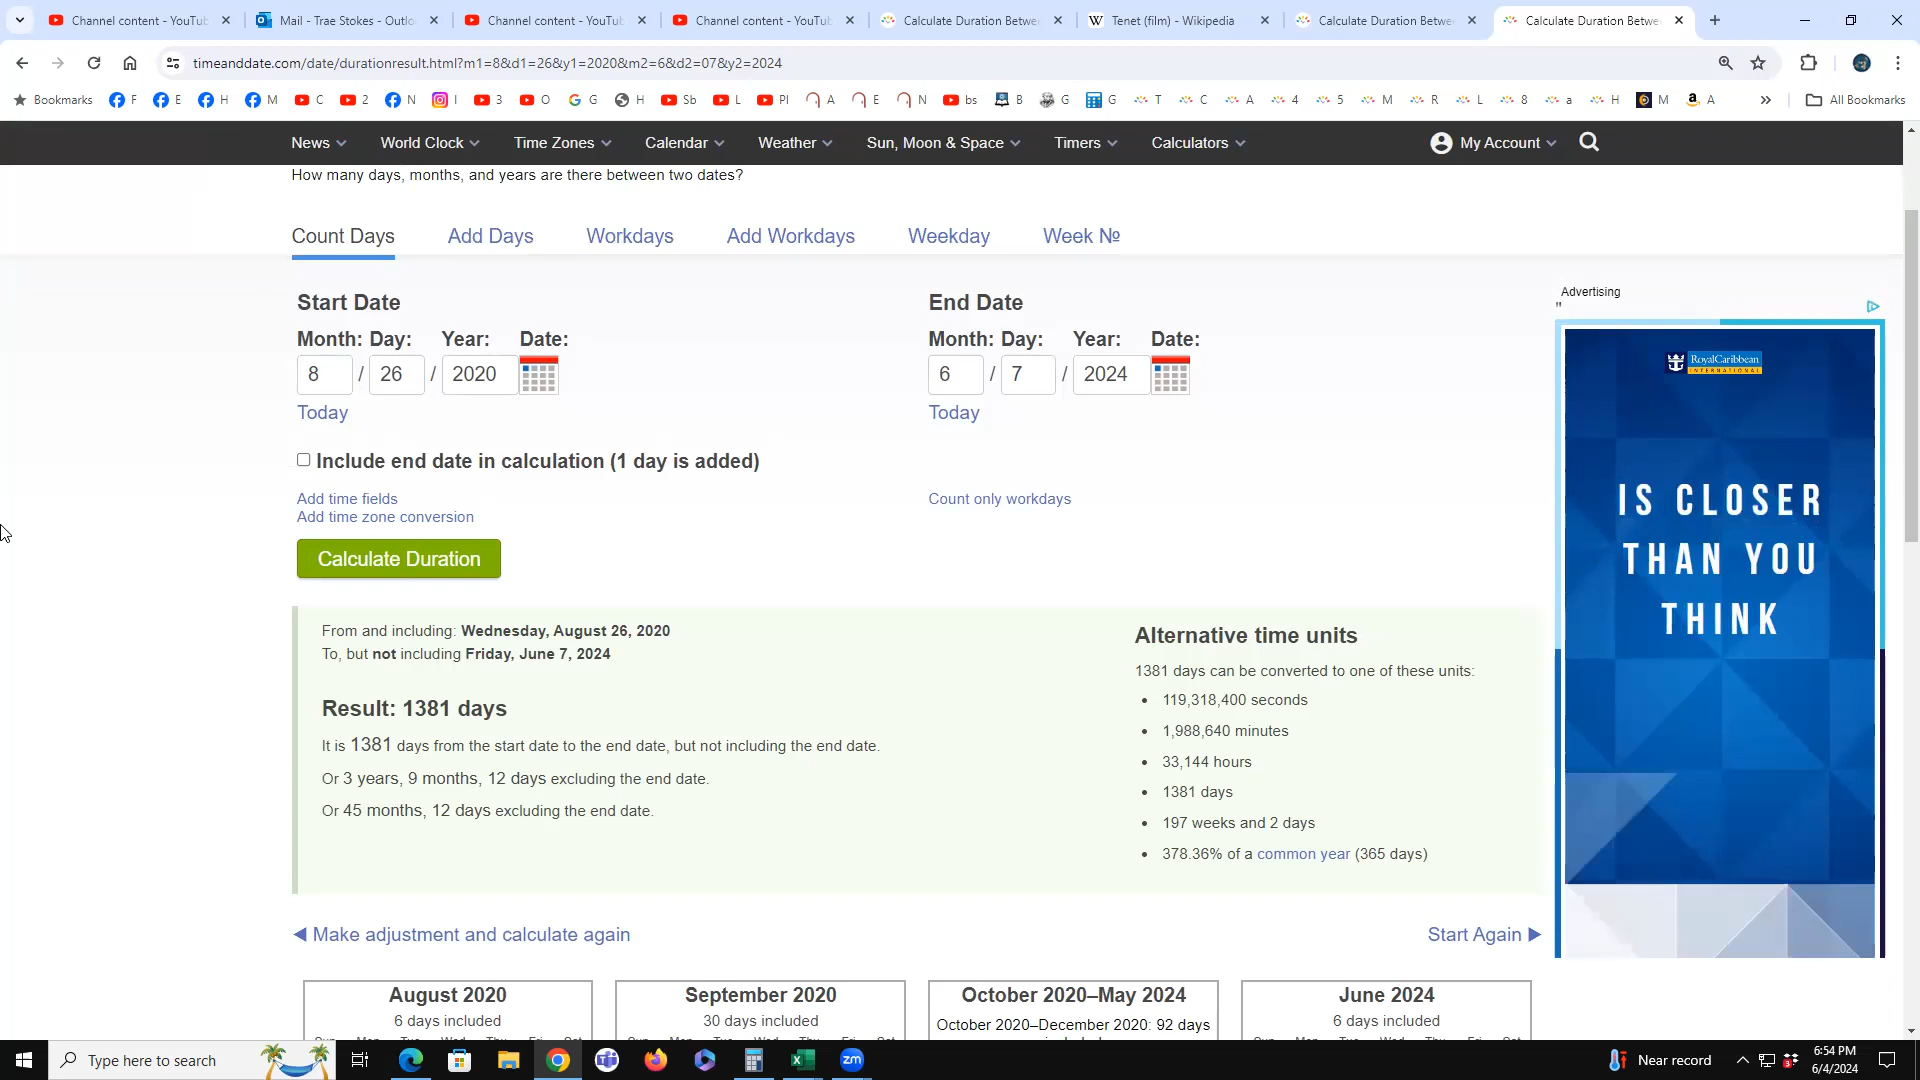 Channel content - YouTub
Mail - Trae Stokes - Outlo
Channel content - YouTub
Channel content - YouTub
Calculate Duration Betwe
Tenet (film) - Wikipedia
Calculate Duration Betwe
Calculate Duration Betwe
timeanddate.com/date/durationresult.html?m1=8&d1=26&y1=2020&m2=6&d2=07&y2=2024
Bookmarks F E H M C 2 N I 3 O G H Sb L Pl A E N bs B G G T C A 4 5 M R L 8 a H M A » All Bookmarks
News World Clock Time Zones Calendar Weather Sun, Moon & Space Timers Calculators My Account
How many days, months, and years are there between two dates?
Count Days Add Days Workdays Add Workdays Weekday Week №
Start Date
Month: Day: Year: Date:
8 / 26 / 2020
Today
End Date
Month: Day: Year: Date:
6 / 7 / 2024
Today
Include end date in calculation (1 day is added)
Add time fields
Add time zone conversion
Count only workdays
Calculate Duration
From and including: Wednesday, August 26, 2020
To, but not including Friday, June 7, 2024
Result: 1381 days
It is 1381 days from the start date to the end date, but not including the end date.
Or 3 years, 9 months, 12 days excluding the end date.
Or 45 months, 12 days excluding the end date.
Alternative time units
1381 days can be converted to one of these units:
• 119,318,400 seconds
• 1,988,640 minutes
• 33,144 hours
• 1381 days
• 197 weeks and 2 days
• 378.36% of a common year (365 days)
Make adjustment and calculate again
Start Again
August 2020
6 days included
September 2020
30 days included
October 2020–May 2024
October 2020–December 2020: 92 days
June 2024
6 days included
Advertising
"
RoyalCaribbean
INTERNATIONAL
IS CLOSER
THAN YOU
THINK
Type here to search
zm
Near record
3
6:54 PM
6/4/2024